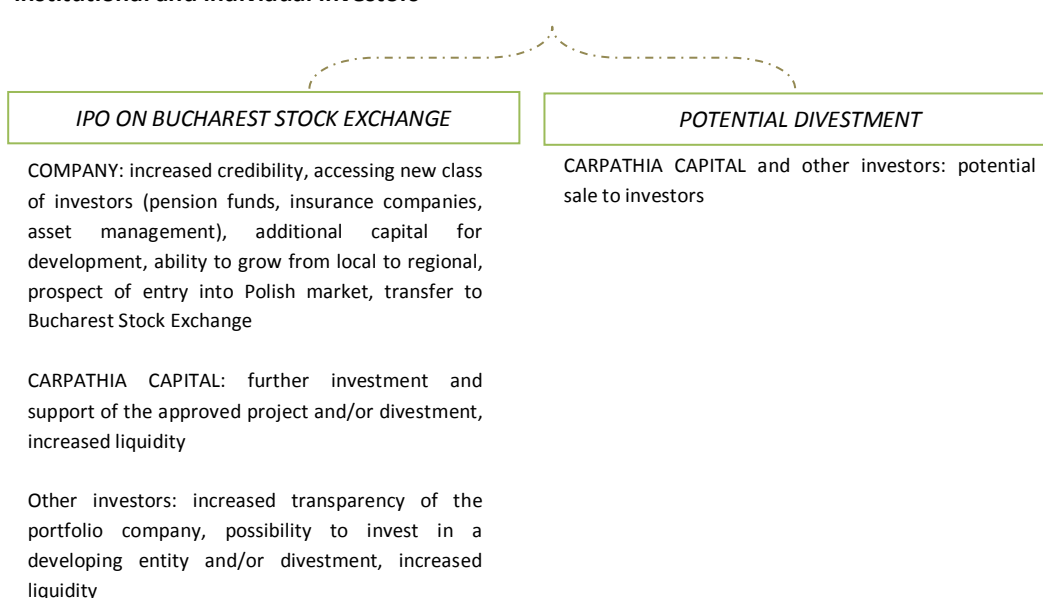 Institutional and individual investors
IPO ON BUCHAREST STOCK EXCHANGE
COMPANY: increased credibility, accessing new class
of investors (pension funds, insurance companies,
asset management), additional capital for
development, ability to grow from local to regional,
prospect of entry into Polish market, transfer to
Bucharest Stock Exchange
CARPATHIA CAPITAL: further investment and
support of the approved project and/or divestment,
increased liquidity
Other investors: increased transparency of the
portfolio company, possibility to invest in a
developing entity and/or divestment, increased
liquidity
POTENTIAL DIVESTMENT
CARPATHIA CAPITAL and other investors: potential
sale to investors